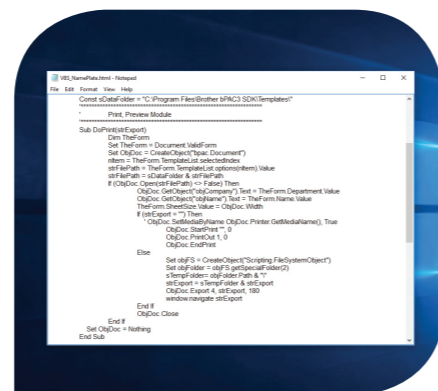 VBS_NamePlate.html - Notepad
File Edit Format View Help
Const sDataFolder = "C:\Program Files\Brother bPAC3 SDK\Templates\"
'*******************************************************************
' Print, Preview Module
'*******************************************************************
Sub DoPrint(strExport)
Dim TheForm
Set TheForm = Document.ValidForm
Set ObjDoc = CreateObject("bpac.Document")
nItem = TheForm.TemplateList.selectedIndex
strFilePath = TheForm.TemplateList.options(nItem).Value
strFilePath = sDataFolder & strFilePath
If (ObjDoc.Open(strFilePath) <> False) Then
ObjDoc.GetObject("objCompany").Text = TheForm.Department.Value
ObjDoc.GetObject("objName").Text = TheForm.Name.Value
TheForm.SheetSize.Value = ObjDoc.Width
If (strExport = "") Then
' ObjDoc.SetMediaByName ObjDoc.Printer.GetMediaName(), True
ObjDoc.StartPrint "", 0
ObjDoc.PrintOut 1, 0
ObjDoc.EndPrint
Else
Set objFS = CreateObject("Scripting.FileSystemObject")
Set objFolder = objFS.getSpecialFolder(2)
sTempFolder= objFolder.Path & "\"
strExport = sTempFolder & strExport
ObjDoc.Export 4, strExport, 180
window.navigate strExport
End If
ObjDoc.Close
End If
Set ObjDoc = Nothing
End Sub